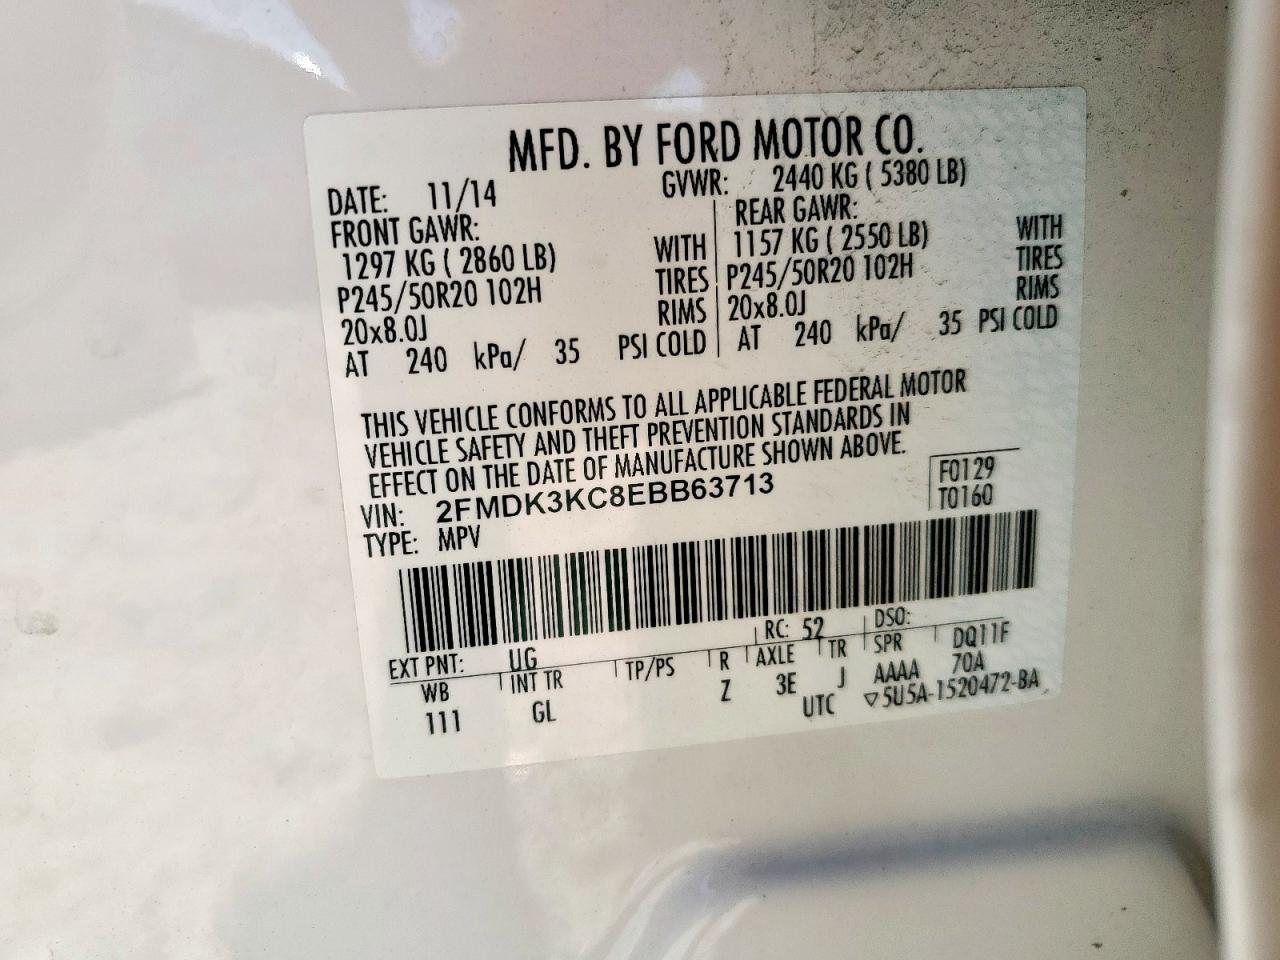 MFD. BY FORD MOTOR CO.
DATE: 11/14 GVWR: 2440 KG ( 5380 LB)
FRONT GAWR: REAR GAWR:
1297 KG ( 2860 LB) WITH 1157 KG ( 2550 LB) WITH
P245/50R20 102H TIRES P245/50R20 102H TIRES
20x8.0J RIMS 20x8.0J RIMS
AT 240 kPa/ 35 PSI COLD AT 240 kPa/ 35 PSI COLD
THIS VEHICLE CONFORMS TO ALL APPLICABLE FEDERAL MOTOR
VEHICLE SAFETY AND THEFT PREVENTION STANDARDS IN
EFFECT ON THE DATE OF MANUFACTURE SHOWN ABOVE.
VIN: 2FMDK3KC8EBB63713 F0129
TYPE: MPV T0160
EXT PNT: UG RC: 52 DSO:
WB INT TR TP/PS R AXLE TR SPR DQ11F
111 GL Z 3E J AAAA 70A
UTC ▽5U5A-1520472-BA